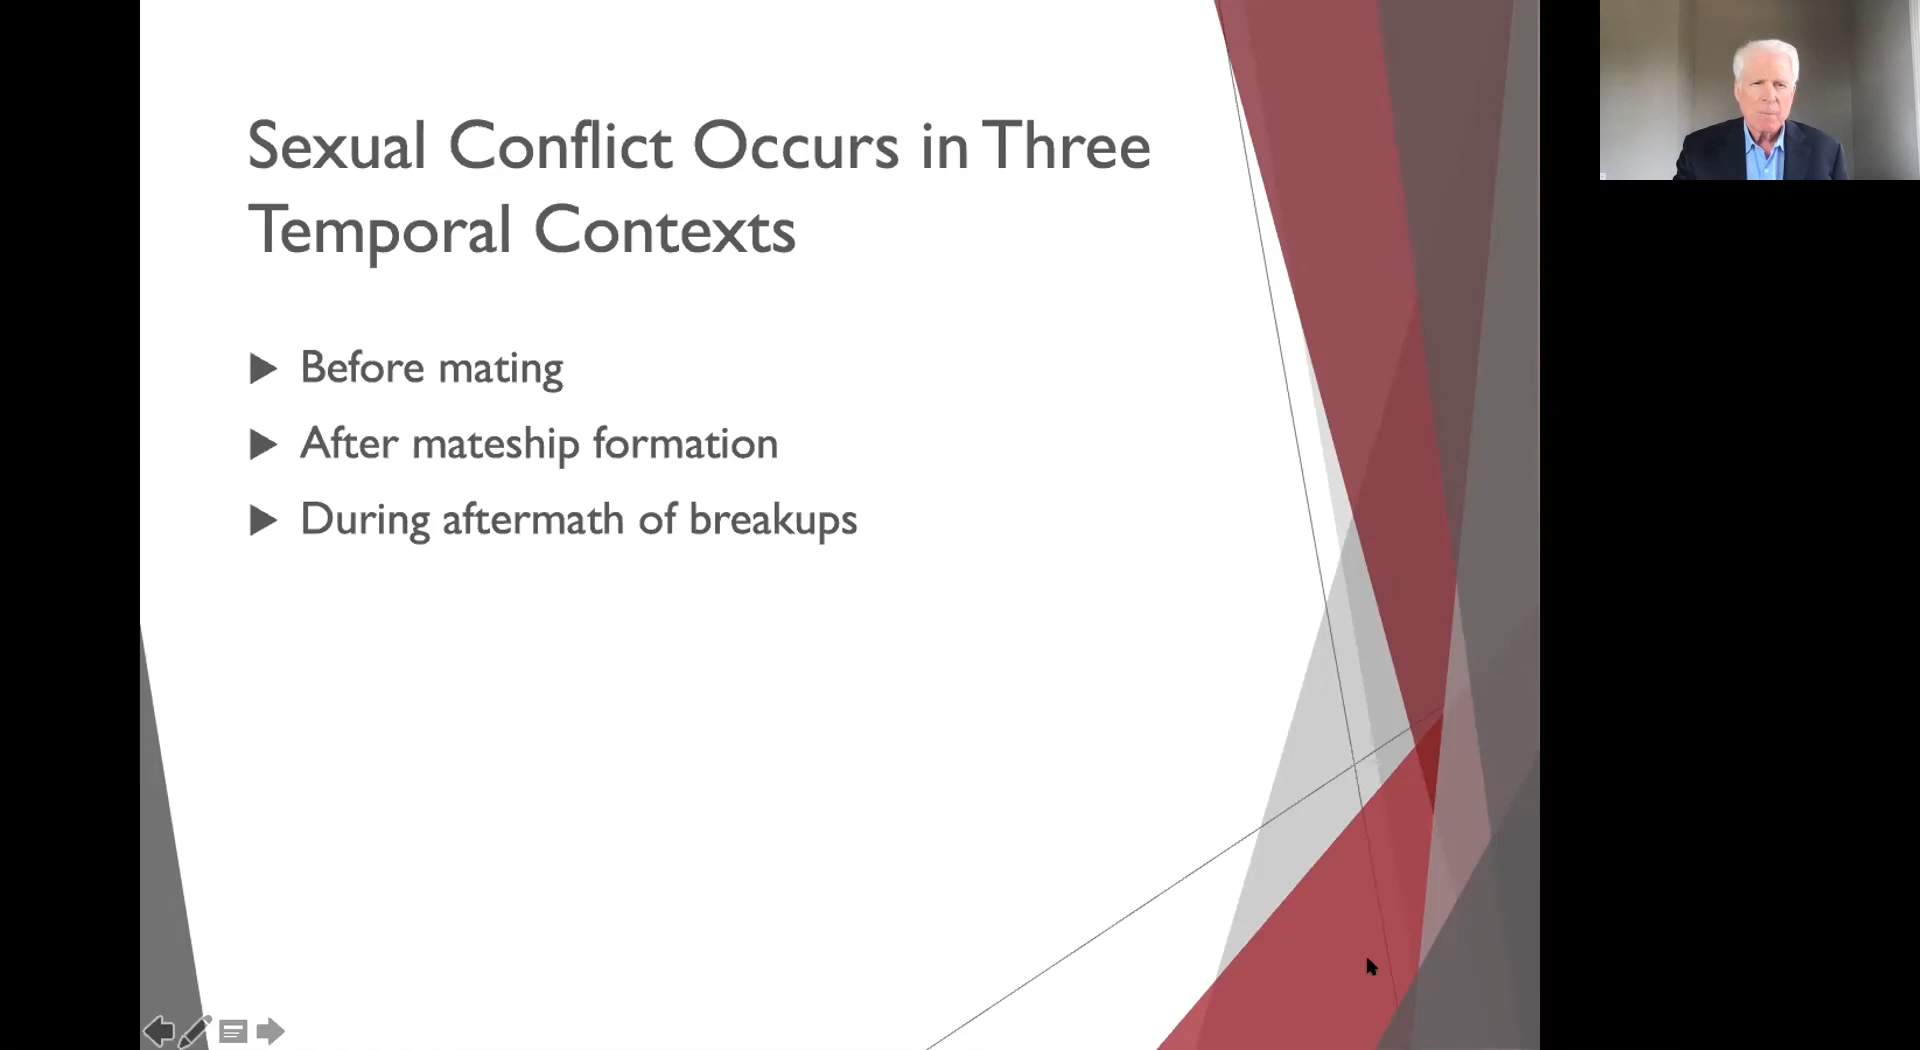 Sexual Conflict Occurs in Three
Temporal Contexts
Before mating
After mateship formation
During aftermath of breakups